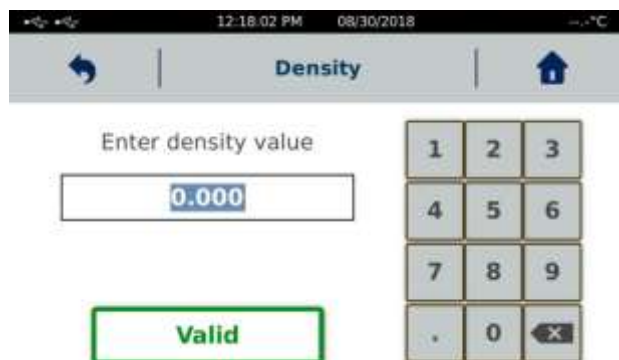 12:18:02 PM 08/30/2018 --.-°C
Density
Enter density value
0.000
1 2 3
4 5 6
7 8 9
. 0
Valid